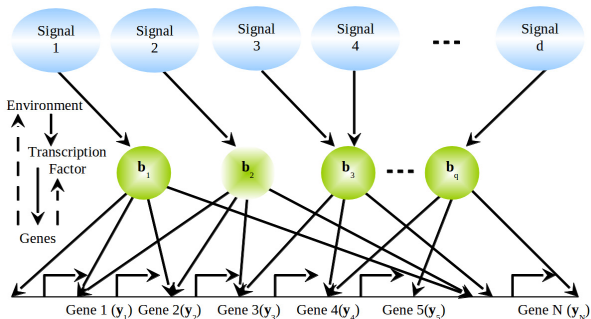 Signal
1
Signal
2
Signal
3
Signal
4
Signal
d
Environment
Transcription
Factor
Genes
b1
b2
b3
bq
Gene 1 (y1) Gene 2(y2) Gene 3(y3) Gene 4(y4) Gene 5(y5) Gene N (yN)